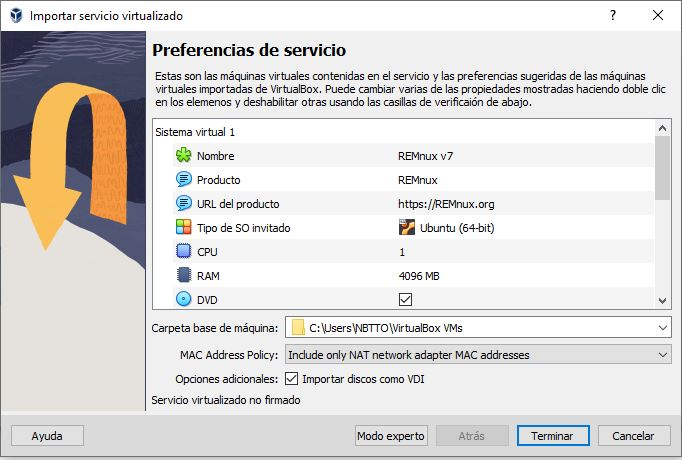 Importar servicio virtualizado
Preferencias de servicio
Estas son las máquinas virtuales contenidas en el servicio y las preferencias sugeridas de las máquinas
virtuales importadas de VirtualBox. Puede cambiar varias de las propiedades mostradas haciendo doble clic
en los elemenos y deshabilitar otras usando las casillas de verificaión de abajo.
Sistema virtual 1
Nombre REMnux v7
Producto REMnux
URL del producto https://REMnux.org
Tipo de SO invitado Ubuntu (64-bit)
CPU 1
RAM 4096 MB
DVD
Carpeta base de máquina: C:\Users\NBTTO\VirtualBox VMs
MAC Address Policy: Include only NAT network adapter MAC addresses
Opciones adicionales: Importar discos como VDI
Servicio virtualizado no firmado
Ayuda Modo experto Atrás Terminar Cancelar